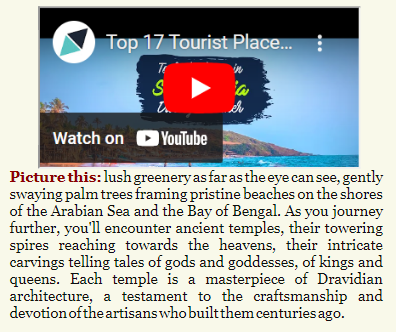 Top 17 Tourist Place...
in
Watch on YouTube
Picture this: lush greenery as far as the eye can see, gently
swaying palm trees framing pristine beaches on the shores
of the Arabian Sea and the Bay of Bengal. As you journey
further, you'll encounter ancient temples, their towering
spires reaching towards the heavens, their intricate
carvings telling tales of gods and goddesses, of kings and
queens. Each temple is a masterpiece of Dravidian
architecture, a testament to the craftsmanship and
devotion of the artisans who built them centuries ago.